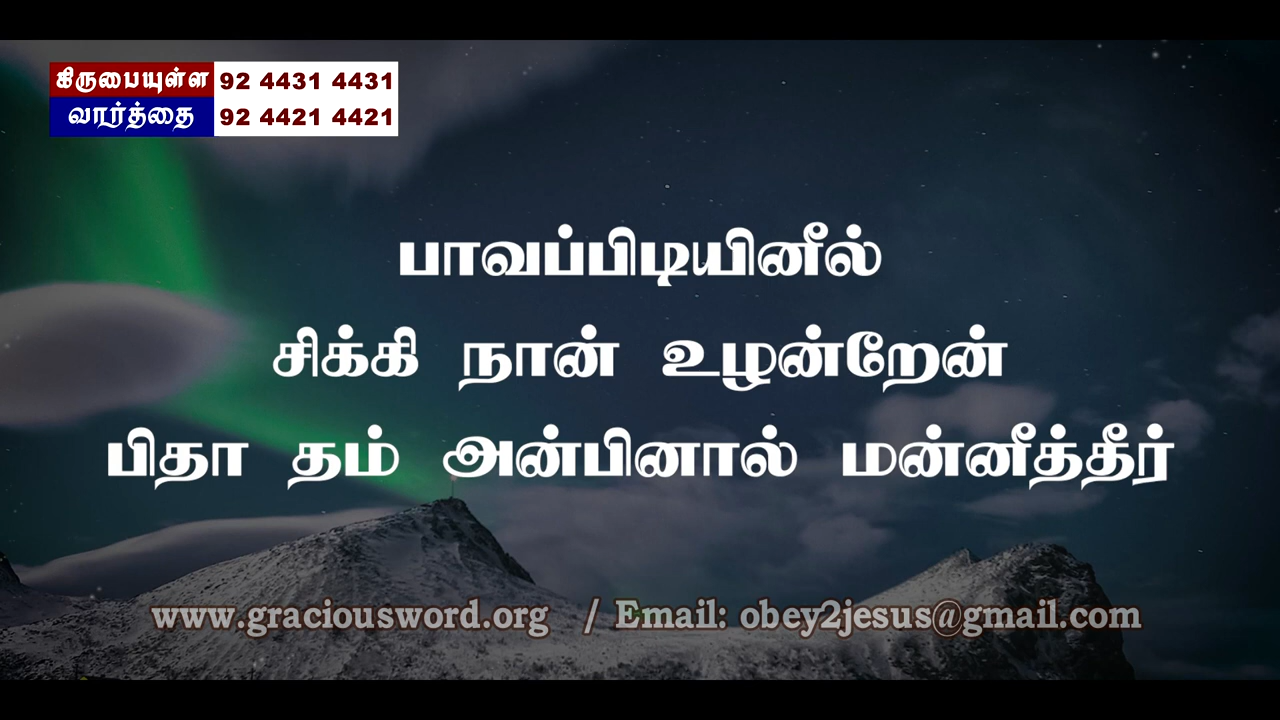 கிருபையுள்ள 92 4431 4431
வார்த்தை 92 4421 4421
பாவப்பிடியினீல்
சிக்கி நான் உழன்றேன்
பிதா தம் அன்பினால் மன்னீத்தீர்
www.graciousword.org / Email: obey2jesus@gmail.com